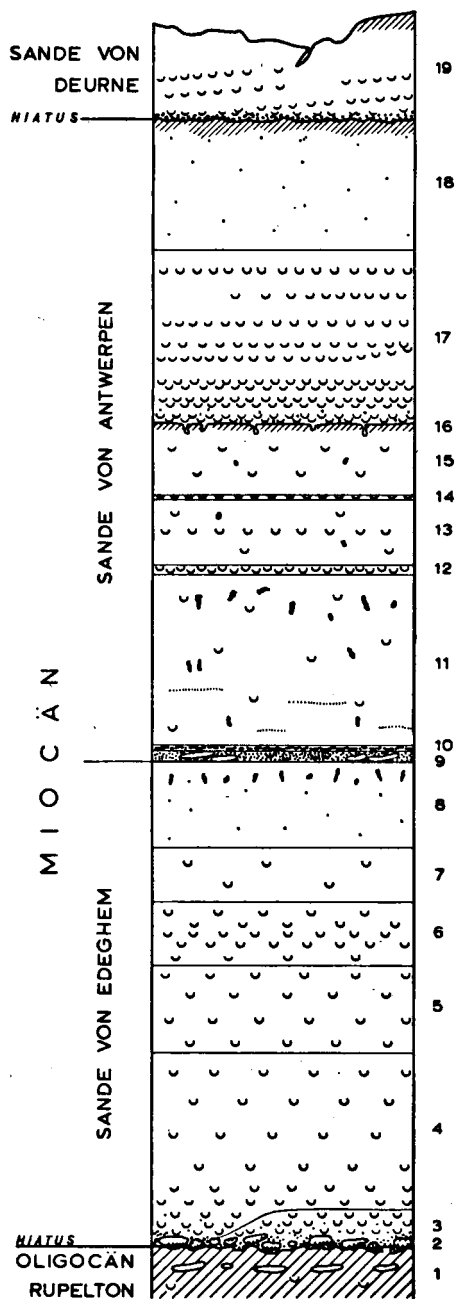 SANDE VON
DEURNE
HIATUS
SANDE VON ANTWERPEN
MIOCÄN
SANDE VON EDEGHEM
HIATUS
OLIGOCÄN
RUPELTON
19
18
17
16
15
14
13
12
11
10
9
8
7
6
5
4
3
2
1